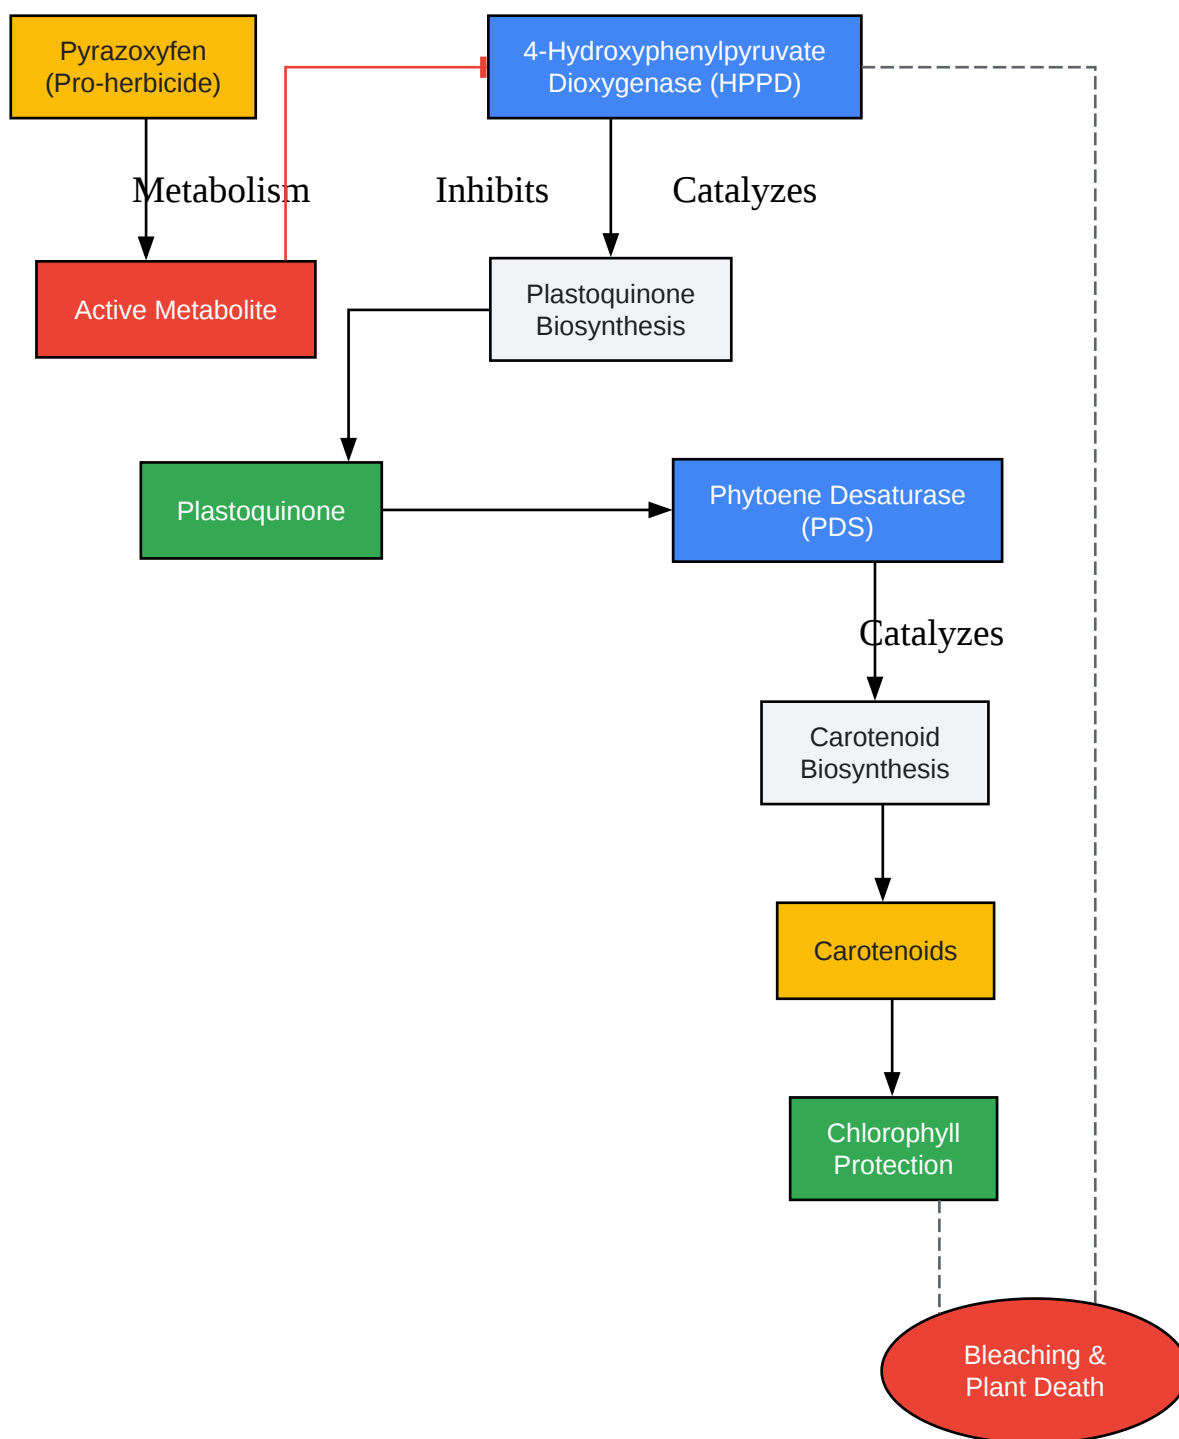 Pyrazoxyfen
(Pro-herbicide)
4-Hydroxyphenylpyruvate
Dioxygenase (HPPD)
Metabolism
Inhibits
Catalyzes
Active Metabolite
Plastoquinone
Biosynthesis
Plastoquinone
Phytoene Desaturase
(PDS)
Catalyzes
Carotenoid
Biosynthesis
Carotenoids
Chlorophyll
Protection
Bleaching &
Plant Death